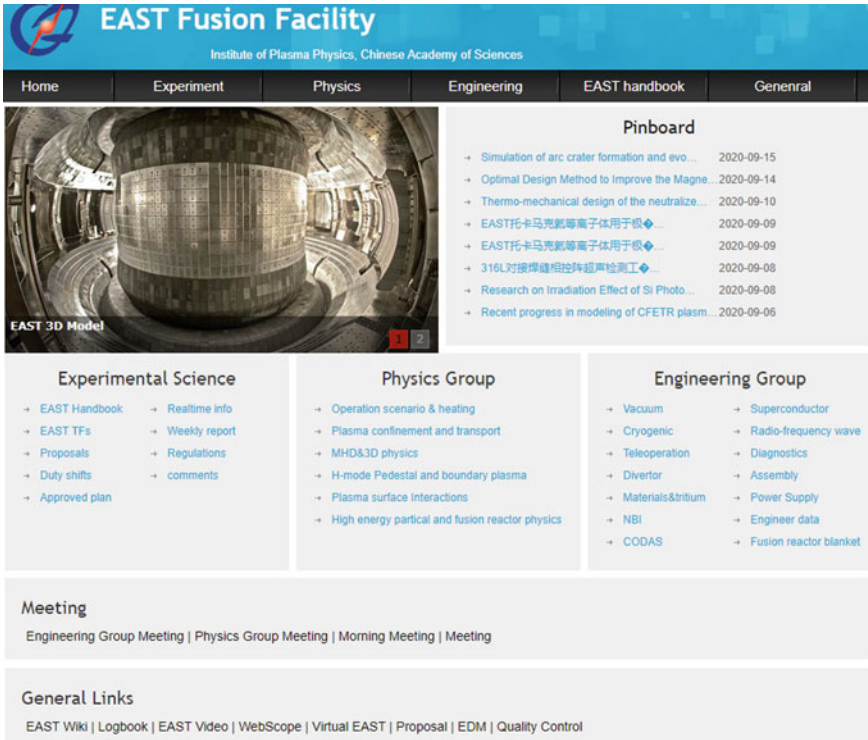 EAST Fusion Facility
Institute of Plasma Physics, Chinese Academy of Sciences
Home Experiment Physics Engineering EAST handbook Genenral
Pinboard
Simulation of arc crater formation and evo... 2020-09-15
Optimal Design Method to Improve the Magne... 2020-09-14
Thermo-mechanical design of the neutralize... 2020-09-10
EAST托卡马克氦等离子体用于极�... 2020-09-09
EAST托卡马克氦等离子体用于极�... 2020-09-09
316L对接焊缝相控阵超声检测工�... 2020-09-08
Research on Irradiation Effect of Si Photo... 2020-09-08
Recent progress in modeling of CFETR plasm... 2020-09-06
EAST 3D Model
1 2
Experimental Science
EAST Handbook Realtime info
EAST TFs Weekly report
Proposals Regulations
Duty shifts comments
Approved plan
Physics Group
Operation scenario & heating
Plasma confinement and transport
MHD&3D physics
H-mode Pedestal and boundary plasma
Plasma surface Interactions
High energy partical and fusion reactor physics
Engineering Group
Vacuum Superconductor
Cryogenic Radio-frequency wave
Teleoperation Diagnostics
Divertor Assembly
Materials&tritium Power Supply
NBI Engineer data
CODAS Fusion reactor blanket
Meeting
Engineering Group Meeting | Physics Group Meeting | Morning Meeting | Meeting
General Links
EAST Wiki | Logbook | EAST Video | WebScope | Virtual EAST | Proposal | EDM | Quality Control